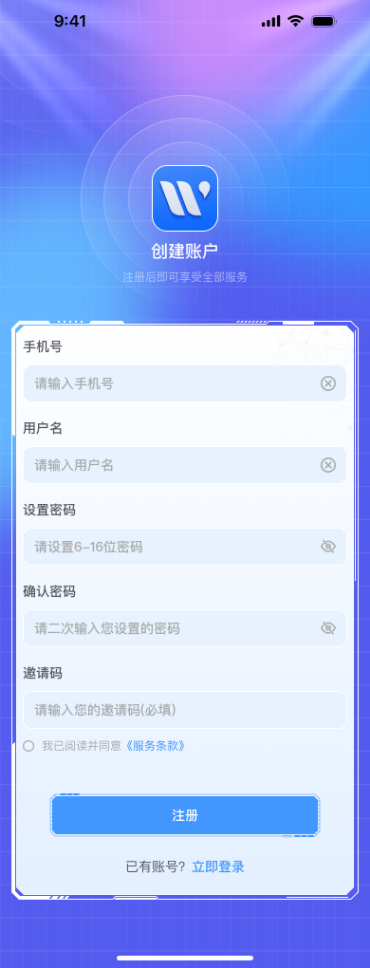 9:41
创建账户
注册后即可享受全部服务
手机号
请输入手机号
用户名
请输入用户名
设置密码
请设置6-16位密码
确认密码
请二次输入您设置的密码
邀请码
请输入您的邀请码(必填)
我已阅读并同意《服务条款》
注册
已有账号? 立即登录